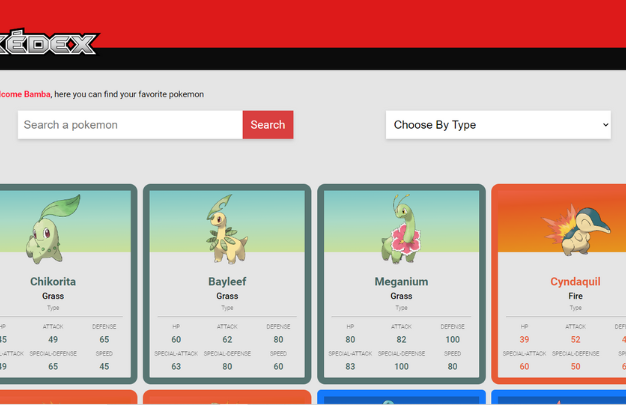 KÉDEX
lcome Bamba, here you can find your favorite pokemon
Search a pokemon
Search
Choose By Type
Chikorita
Grass
Type
HP ATTACK DEFENSE
45 49 65
SPECIAL-ATTACK SPECIAL-DEFENSE SPEED
49 65 45
Bayleef
Grass
Type
HP ATTACK DEFENSE
60 62 80
SPECIAL-ATTACK SPECIAL-DEFENSE SPEED
63 80 60
Meganium
Grass
Type
HP ATTACK DEFENSE
80 82 100
SPECIAL-ATTACK SPECIAL-DEFENSE SPEED
83 100 80
Cyndaquil
Fire
Type
HP ATTACK DEFENSE
39 52
SPECIAL-ATTACK SPECIAL-DEFENSE SPEED
60 50